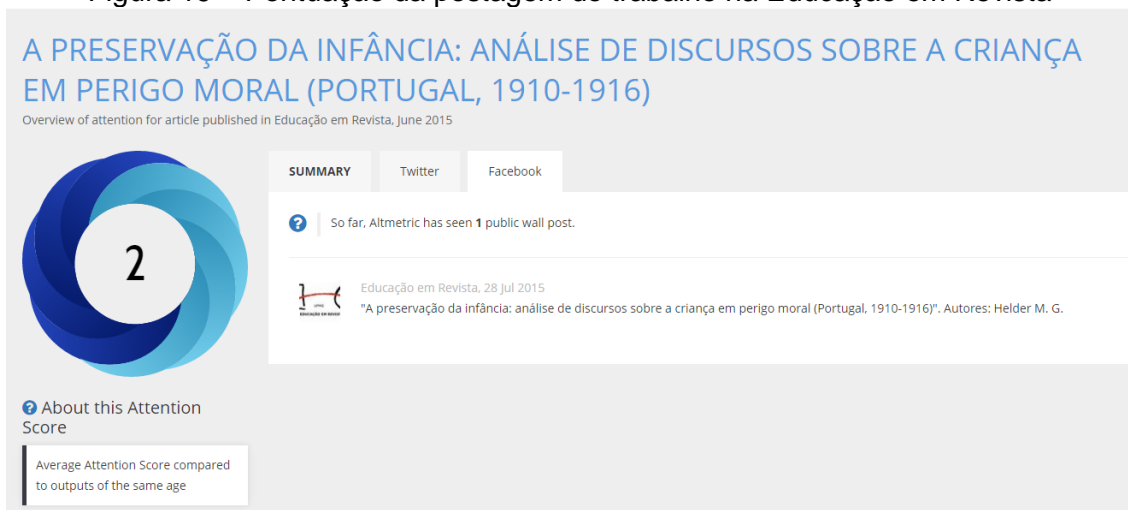 A PRESERVAÇÃO DA INFÂNCIA: ANÁLISE DE DISCURSOS SOBRE A CRIANÇA
EM PERIGO MORAL (PORTUGAL, 1910-1916)
Overview of attention for article published in Educação em Revista, June 2015
SUMMARY Twitter Facebook
? So far, Altmetric has seen 1 public wall post.
2
Educação em Revista, 28 Jul 2015
"A preservação da infância: análise de discursos sobre a criança em perigo moral (Portugal, 1910-1916)". Autores: Helder M. G.
? About this Attention
Score
Average Attention Score compared
to outputs of the same age